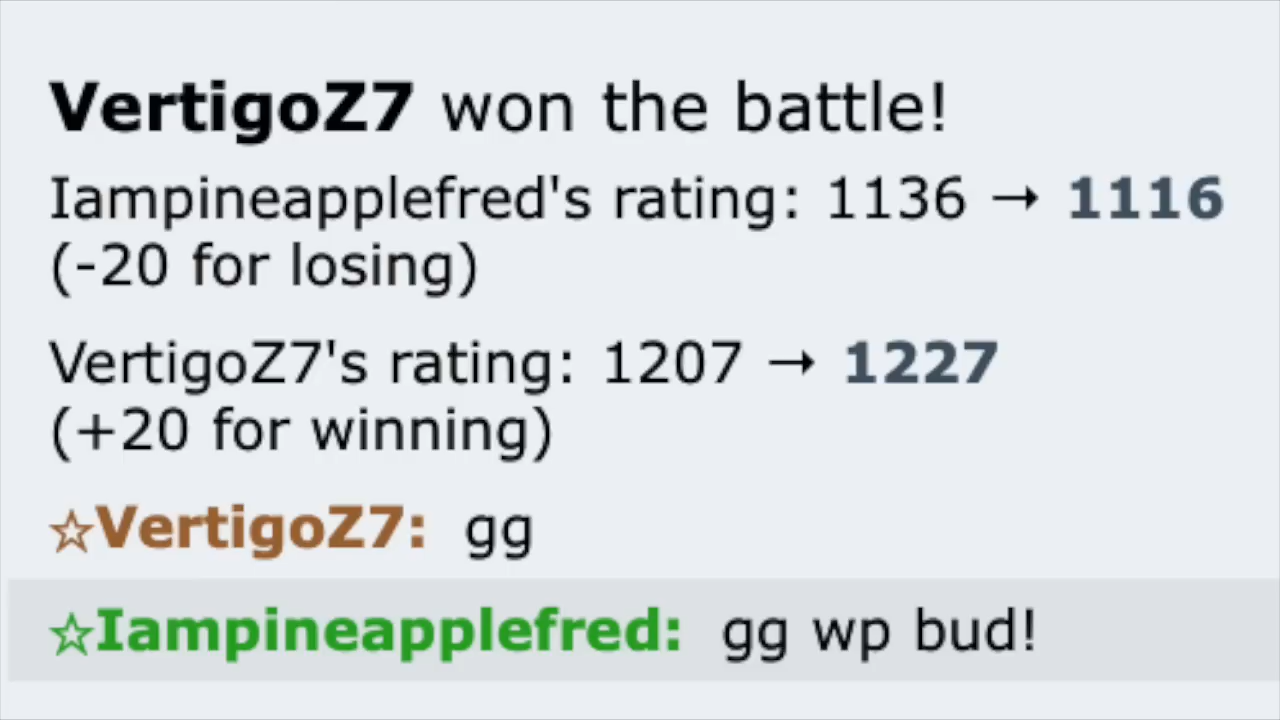 VertigoZ7 won the battle!
Iampineapplefred's rating: 1136 → 1116
(-20 for losing)
VertigoZ7's rating: 1207 → 1227
(+20 for winning)
☆VertigoZ7: gg
☆Iampineapplefred: gg wp bud!